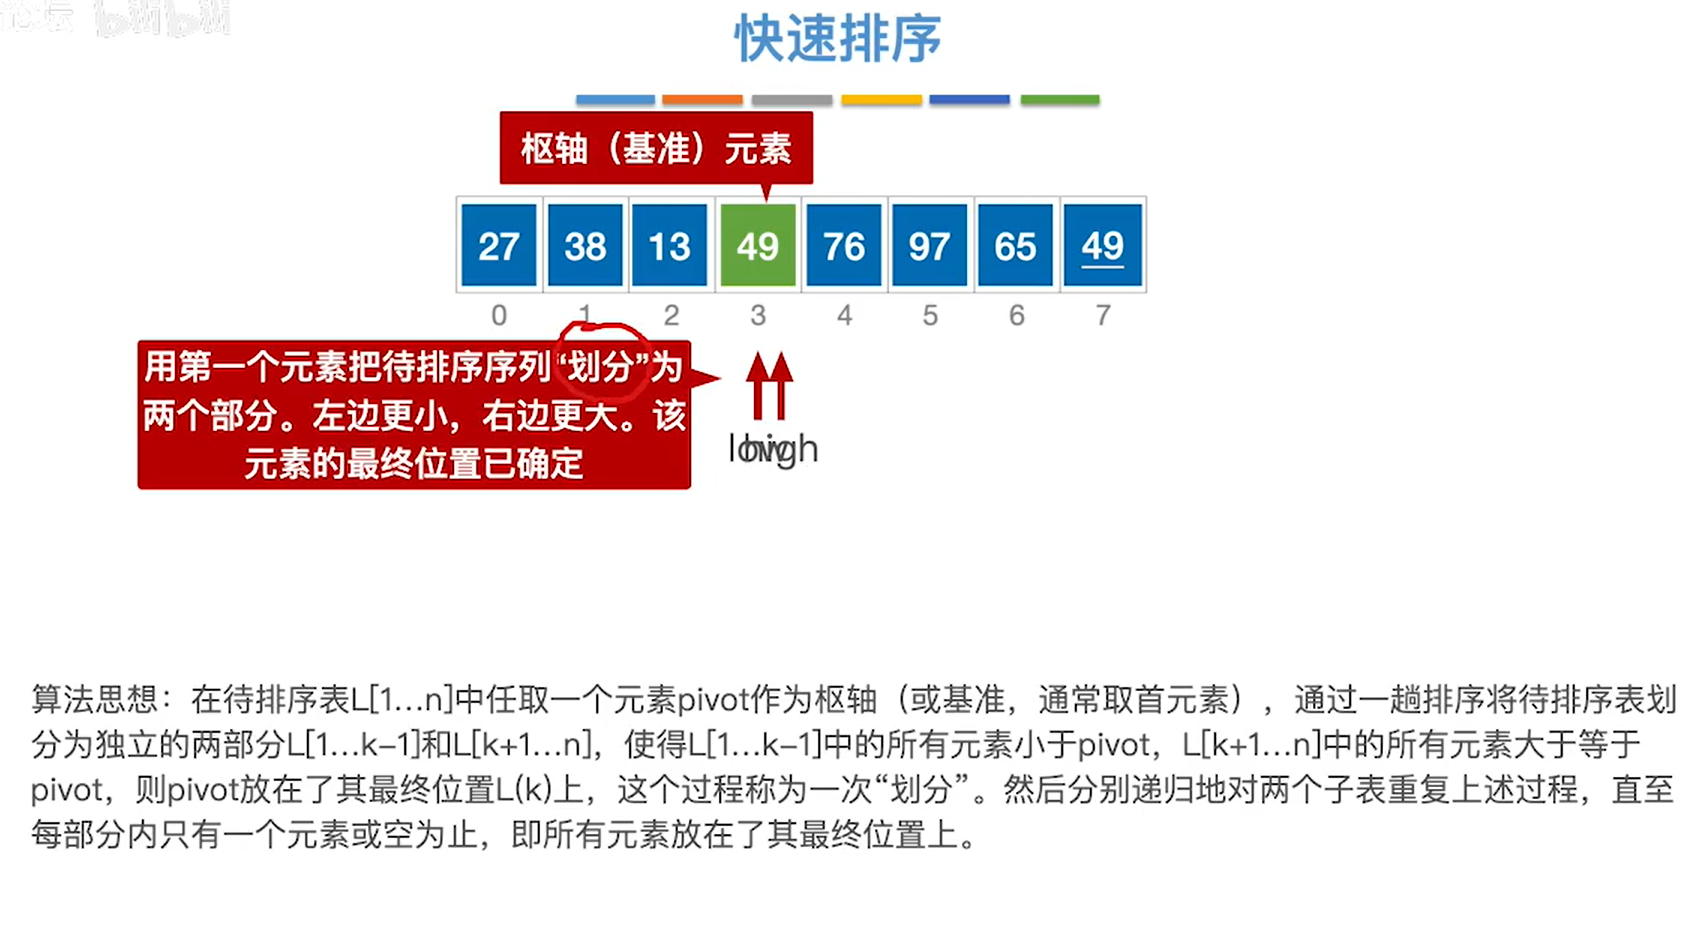 论坛 bilibili
快速排序
枢轴（基准）元素
27 38 13 49 76 97 65 49
0 1 2 3 4 5 6 7
用第一个元素把待排序序列“划分”为
两个部分。左边更小，右边更大。该
元素的最终位置已确定
low high
算法思想：在待排序表L[1…n]中任取一个元素pivot作为枢轴（或基准，通常取首元素），通过一趟排序将待排序表划
分为独立的两部分L[1…k-1]和L[k+1…n]，使得L[1…k-1]中的所有元素小于pivot，L[k+1…n]中的所有元素大于等于
pivot，则pivot放在了其最终位置L(k)上，这个过程称为一次“划分”。然后分别递归地对两个子表重复上述过程，直至
每部分内只有一个元素或空为止，即所有元素放在了其最终位置上。